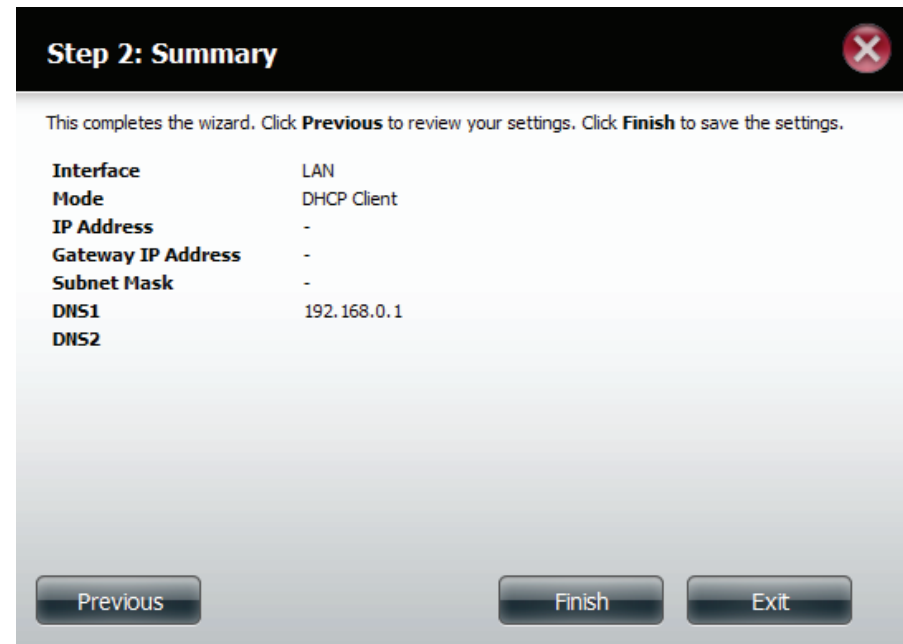 Step 2: Summary
This completes the wizard. Click Previous to review your settings. Click Finish to save the settings.
Interface LAN
Mode DHCP Client
IP Address -
Gateway IP Address -
Subnet Mask -
DNS1 192.168.0.1
DNS2
Previous Finish Exit